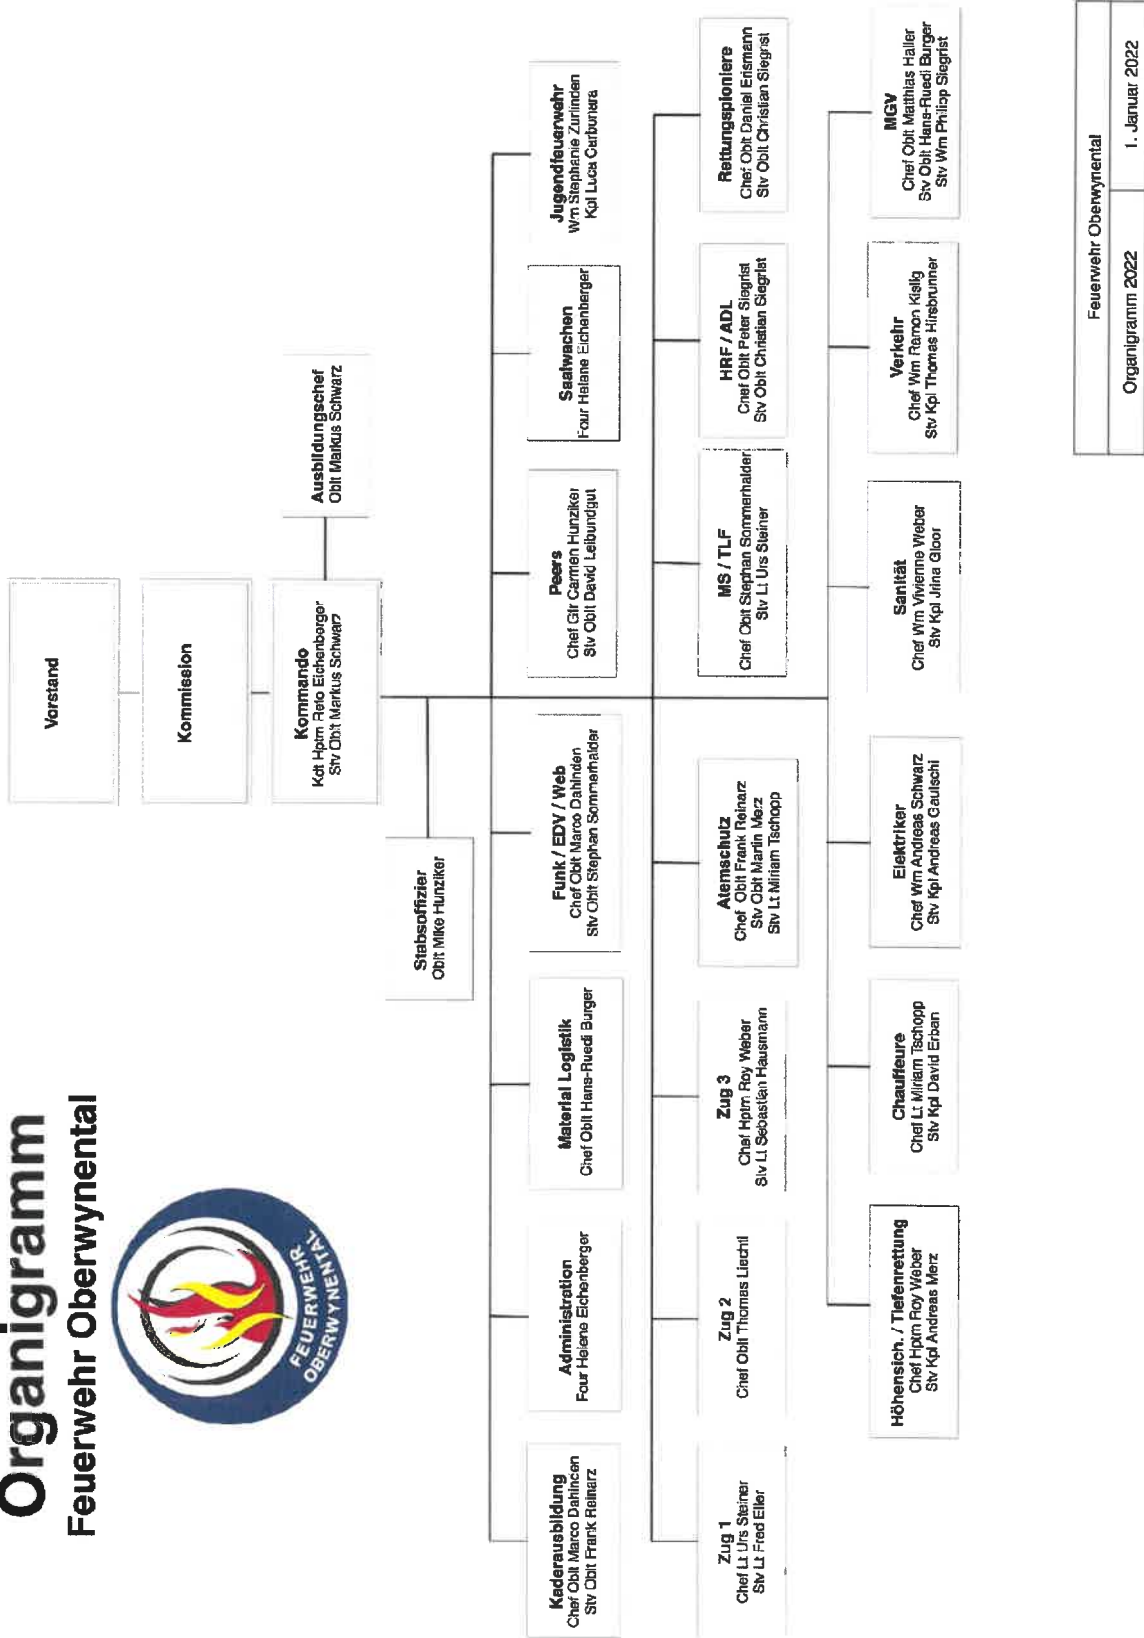 Organigramm
Feuerwehr Oberwynental
FEUERWEHR
OBERWYNENTAL
Vorstand
Kommission
Kommando
Kdt Hptm Reto Eichenberger
Stv Oblt Markus Schwarz
Ausbildungschef
Oblt Markus Schwarz
Stabsoffizier
Oblt Mike Hunziker
Kaderausbildung
Chef Oblt Marco Dahinden
Stv Oblt Frank Reinarz
Administration
Four Helene Eichenberger
Material Logistik
Chef Oblt Hans-Ruedi Burger
Funk / EDV / Web
Chef Oblt Marco Dahinden
Stv Oblt Stephan Sommerhalder
Peers
Chef Gfr Carmen Hunziker
Stv Oblt David Leibundgut
Saalwachen
Four Helene Eichenberger
Jugendfeuerwehr
Wm Stephanie Zurlinden
Kpl Luca Carbonara
Zug 1
Chef Lt Urs Steiner
Stv Lt Fred Eller
Zug 2
Chef Oblt Thomas Liechti
Zug 3
Chef Hptm Roy Weber
Stv Lt Sebastian Hausmann
Atemschutz
Chef Oblt Frank Reinarz
Stv Oblt Martin Merz
Stv Lt Miriam Tschopp
MS / TLF
Chef Oblt Stephan Sommerhalder
Stv Lt Urs Steiner
HRF / ADL
Chef Oblt Peter Siegrist
Stv Oblt Christian Siegrist
Rettungspioniere
Chef Oblt Daniel Erismann
Stv Oblt Christian Siegrist
Höhensich. / Tiefenrettung
Chef Hptm Roy Weber
Stv Kpl Andreas Merz
Chauffeure
Chef Lt Miriam Tschopp
Stv Kpl David Erban
Elektriker
Chef Wm Andreas Schwarz
Stv Kpl Andreas Gautschi
Sanität
Chef Wm Vivienne Weber
Stv Kpl Jrina Gloor
Verkehr
Chef Wm Ramon Kislig
Stv Kpl Thomas Hirsbrunner
MGV
Chef Oblt Matthias Haller
Stv Oblt Hans-Ruedi Burger
Stv Wm Philipp Siegrist
Feuerwehr Oberwynental
Organigramm 2022
1. Januar 2022